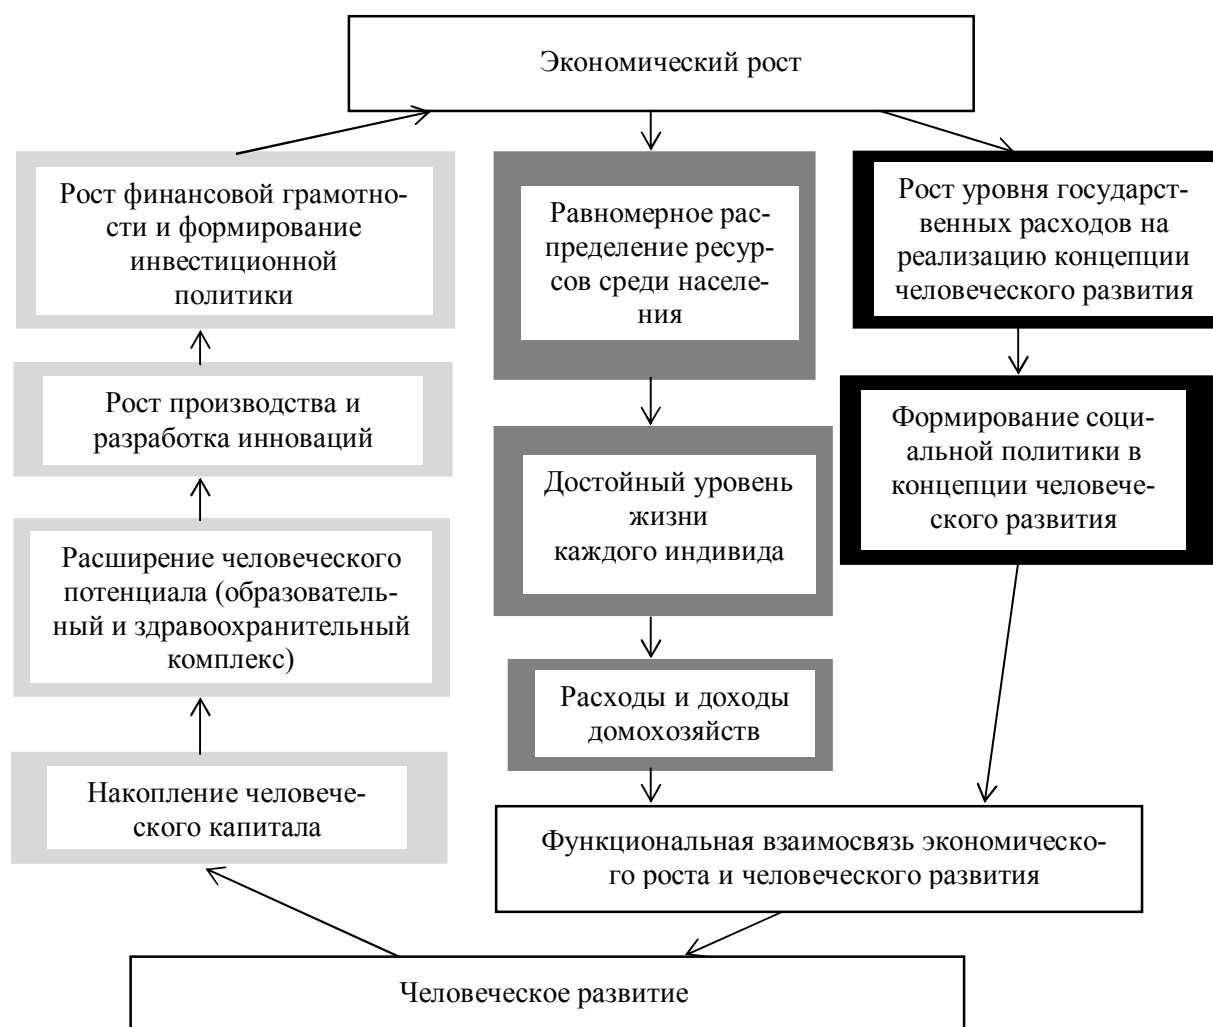 Экономический рост
Рост финансовой грамотно-
сти и формирование
инвестиционной
политики
Равномерное рас-
пределение ресур-
сов среди населе-
ния
Рост уровня государст-
венных расходов на
реализацию концепции
человеческого развития
Рост производства и
разработка инноваций
Достойный уровень
жизни
каждого индивида
Формирование соци-
альной политики в
концепции человече-
ского развития
Расширение человеческого
потенциала (образователь-
ный и здравоохранительный
комплекс)
Расходы и доходы
домохозяйств
Накопление человече-
ского капитала
Функциональная взаимосвязь экономическо-
го роста и человеческого развития
Человеческое развитие